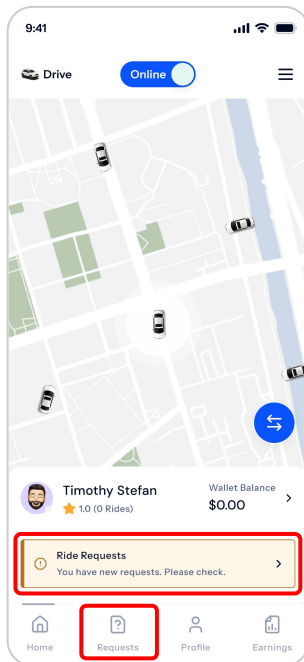 9:41
Drive
Online
Timothy Stefan
1.0 (0 Rides)
Wallet Balance
$0.00
Ride Requests
You have new requests. Please check.
Home
Requests
Profile
Earnings